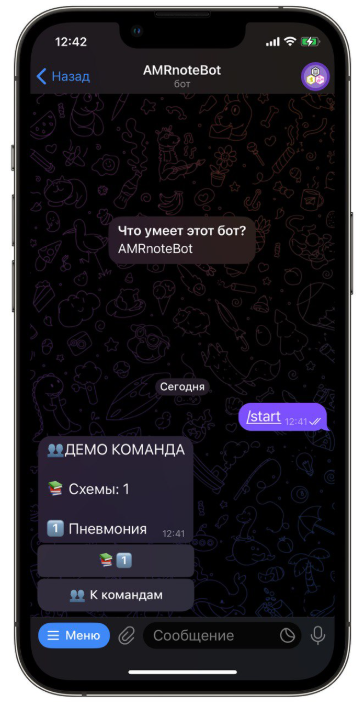 12:42
Назад
AMRnoteBot
бот
Что умеет этот бот?
AMRnoteBot
Сегодня
/start 12:41
👥ДЕМО КОМАНДА
📚 Схемы: 1
1️⃣ Пневмония 12:41
📚 1️⃣
👥 К командам
Меню
Сообщение